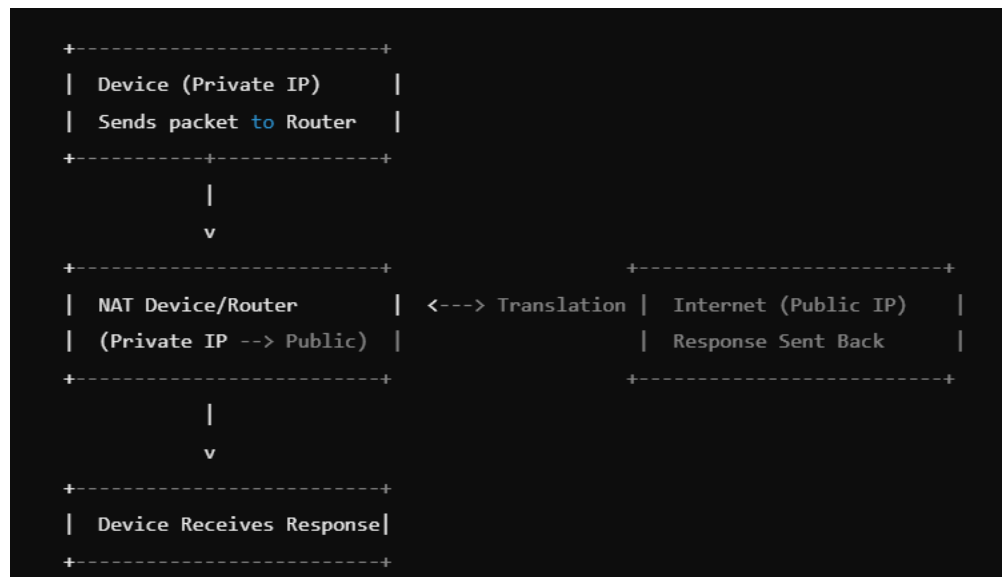 +---------------------------+
|  Device (Private IP)      |
|  Sends packet to Router   |
+-----------+---------------+
            |
            v
+---------------------------+                     +---------------------------+
|  NAT Device/Router        |  <---> Translation |  Internet (Public IP)    |
|  (Private IP --> Public)  |                     |  Response Sent Back      |
+---------------------------+                     +---------------------------+
            |
            v
+---------------------------+
|  Device Receives Response|
+---------------------------+